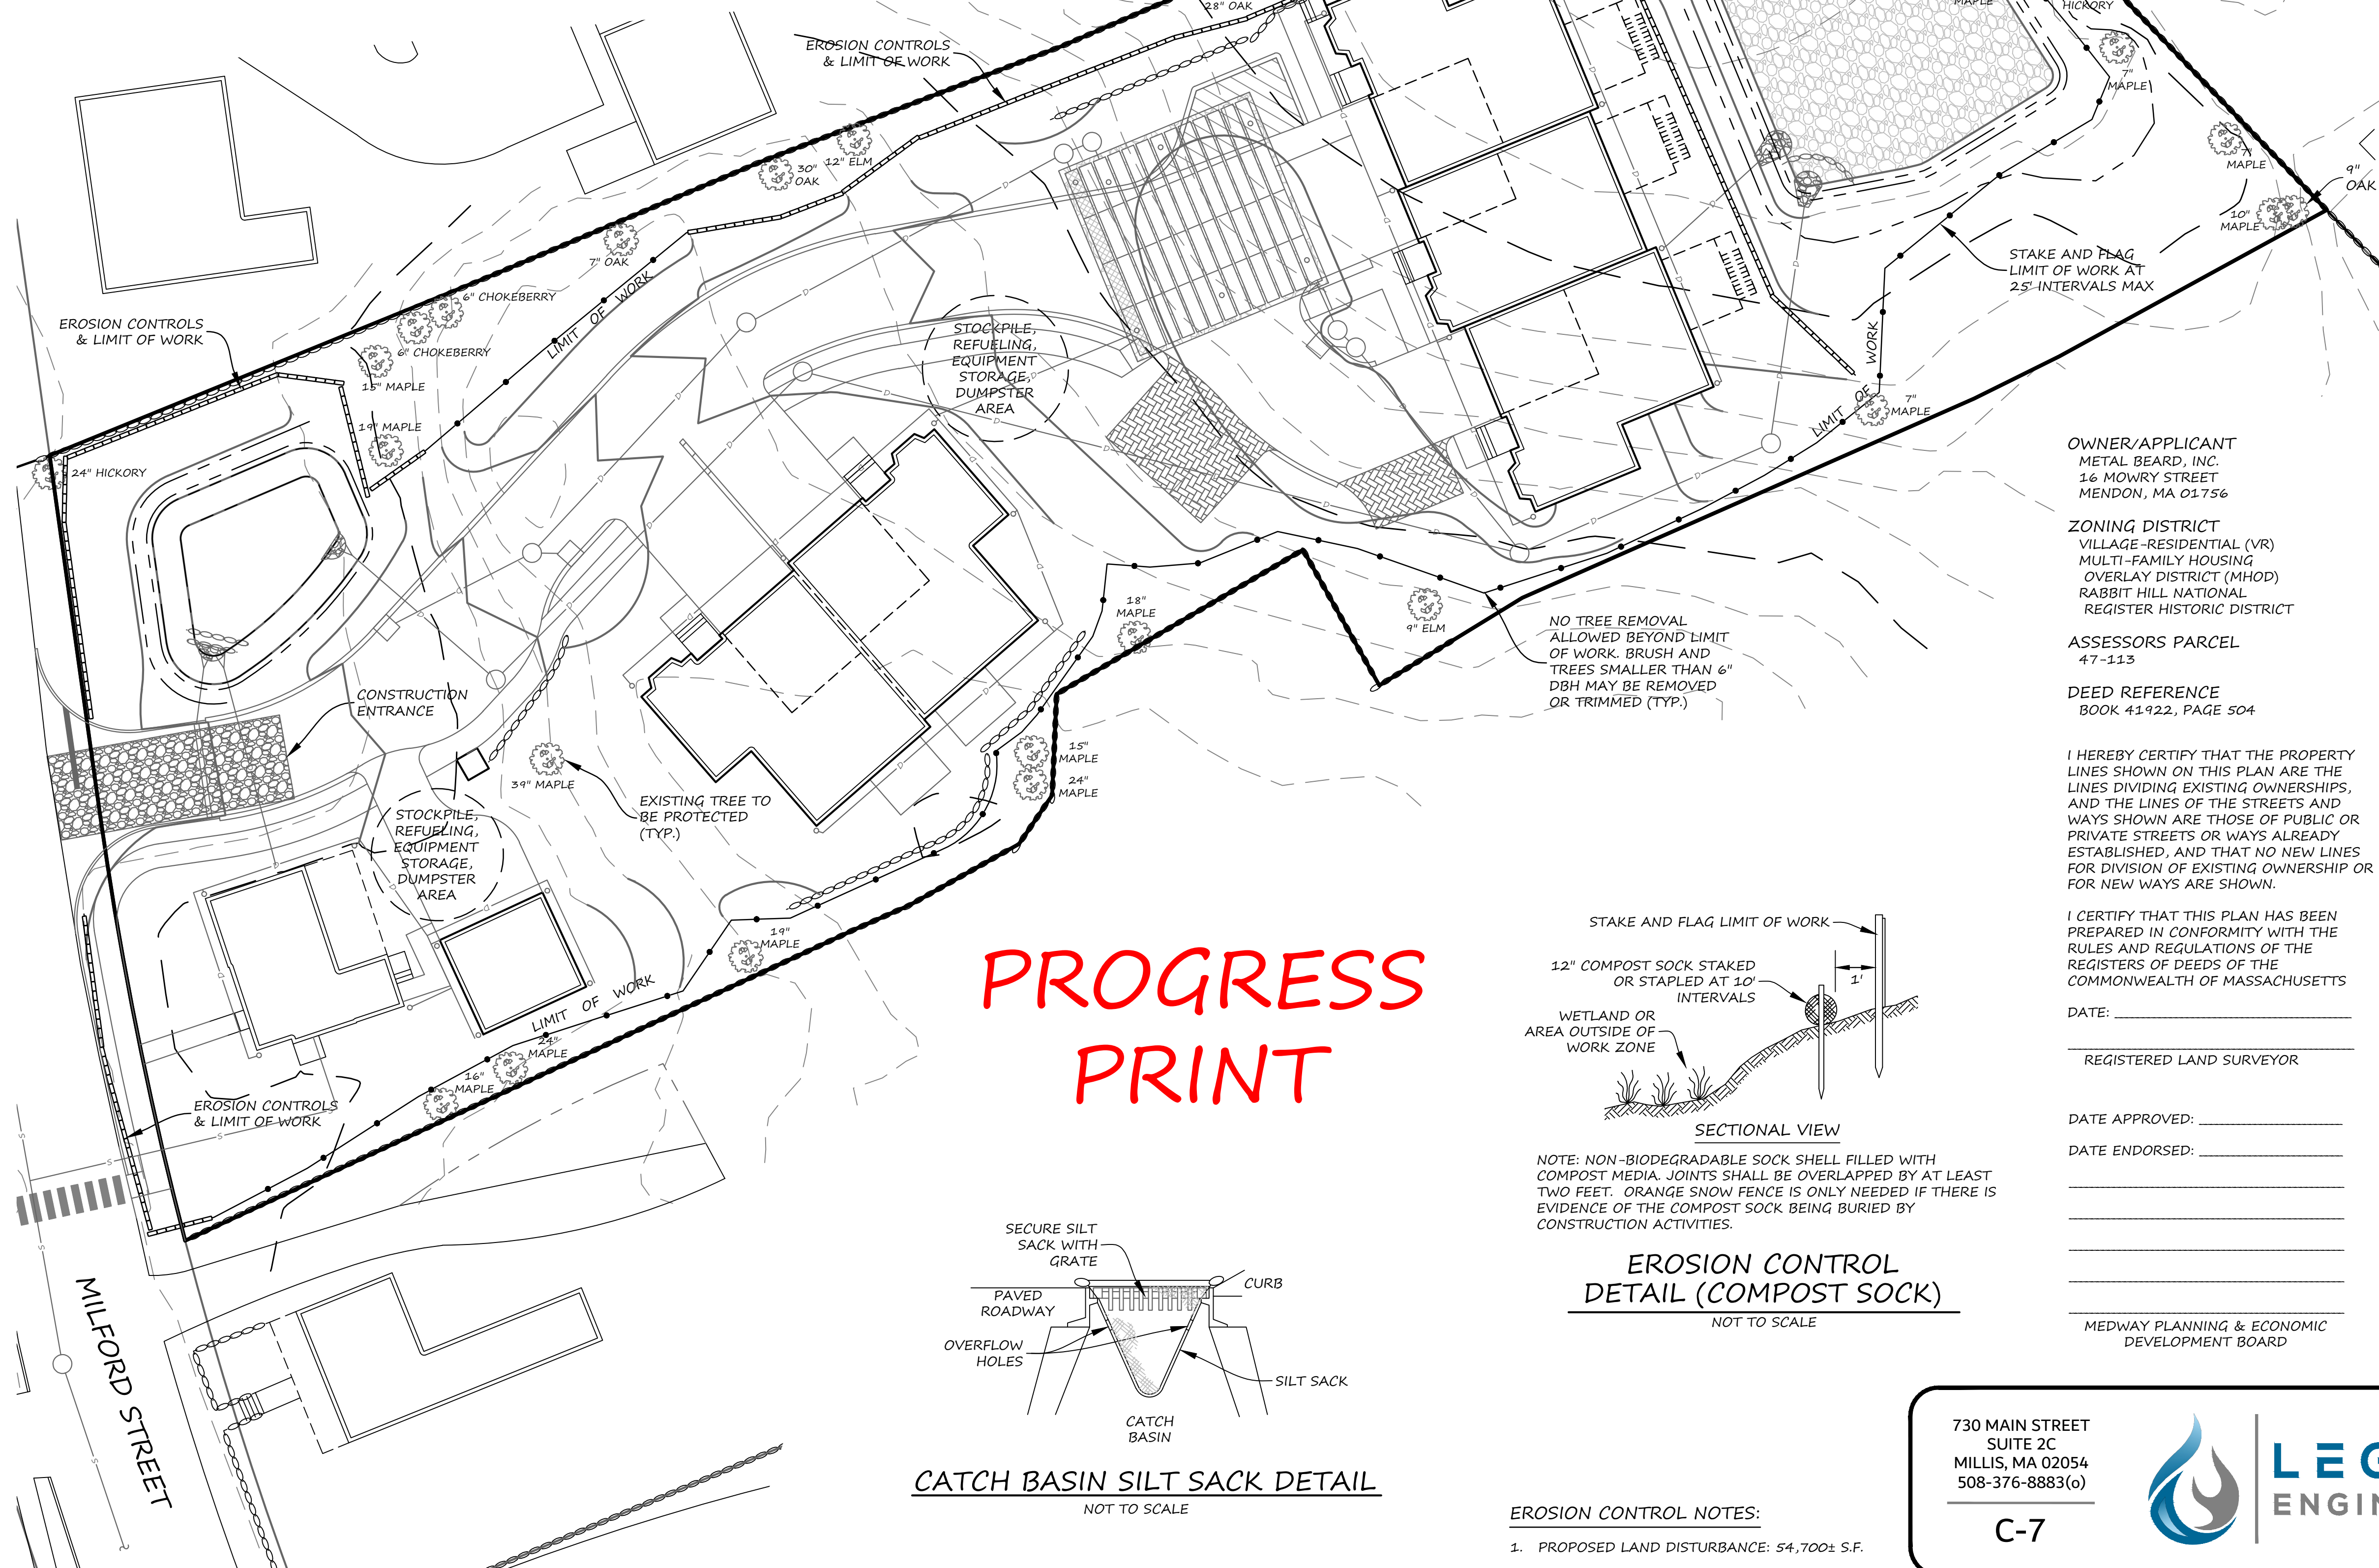 28" OAK
MAPLE
HICKORY
EROSION CONTROLS
& LIMIT OF WORK
7"
MAPLE
12" ELM
30"
OAK
7"
MAPLE
9"
OAK
10"
MAPLE
7" OAK
LIMIT OF WORK
STAKE AND FLAG
LIMIT OF WORK AT
25' INTERVALS MAX
6" CHOKEBERRY
6" CHOKEBERRY
EROSION CONTROLS
& LIMIT OF WORK
15" MAPLE
19" MAPLE
24" HICKORY
STOCKPILE,
REFUELING,
EQUIPMENT
STORAGE,
DUMPSTER
AREA
LIMIT OF WORK
7"
MAPLE
OWNER/APPLICANT
METAL BEARD, INC.
16 MOWRY STREET
MENDON, MA 01756
ZONING DISTRICT
VILLAGE-RESIDENTIAL (VR)
MULTI-FAMILY HOUSING
OVERLAY DISTRICT (MHOD)
RABBIT HILL NATIONAL
REGISTER HISTORIC DISTRICT
ASSESSORS PARCEL
47-113
DEED REFERENCE
BOOK 41922, PAGE 504
18"
MAPLE
9" ELM
NO TREE REMOVAL
ALLOWED BEYOND LIMIT
OF WORK. BRUSH AND
TREES SMALLER THAN 6"
DBH MAY BE REMOVED
OR TRIMMED (TYP.)
CONSTRUCTION
ENTRANCE
15"
MAPLE
24"
MAPLE
39" MAPLE
EXISTING TREE TO
BE PROTECTED
(TYP.)
STOCKPILE,
REFUELING,
EQUIPMENT
STORAGE,
DUMPSTER
AREA
19"
MAPLE
LIMIT OF WORK
24"
MAPLE
16"
MAPLE
EROSION CONTROLS
& LIMIT OF WORK
MILFORD STREET
PROGRESS
PRINT
I HEREBY CERTIFY THAT THE PROPERTY
LINES SHOWN ON THIS PLAN ARE THE
LINES DIVIDING EXISTING OWNERSHIPS,
AND THE LINES OF THE STREETS AND
WAYS SHOWN ARE THOSE OF PUBLIC OR
PRIVATE STREETS OR WAYS ALREADY
ESTABLISHED, AND THAT NO NEW LINES
FOR DIVISION OF EXISTING OWNERSHIP OR
FOR NEW WAYS ARE SHOWN.
I CERTIFY THAT THIS PLAN HAS BEEN
PREPARED IN CONFORMITY WITH THE
RULES AND REGULATIONS OF THE
REGISTERS OF DEEDS OF THE
COMMONWEALTH OF MASSACHUSETTS
DATE:
REGISTERED LAND SURVEYOR
DATE APPROVED:
DATE ENDORSED:
MEDWAY PLANNING & ECONOMIC
DEVELOPMENT BOARD
STAKE AND FLAG LIMIT OF WORK
12" COMPOST SOCK STAKED
OR STAPLED AT 10'
INTERVALS
1'
WETLAND OR
AREA OUTSIDE OF
WORK ZONE
SECTIONAL VIEW
NOTE: NON-BIODEGRADABLE SOCK SHELL FILLED WITH
COMPOST MEDIA. JOINTS SHALL BE OVERLAPPED BY AT LEAST
TWO FEET. ORANGE SNOW FENCE IS ONLY NEEDED IF THERE IS
EVIDENCE OF THE COMPOST SOCK BEING BURIED BY
CONSTRUCTION ACTIVITIES.
EROSION CONTROL
DETAIL (COMPOST SOCK)
NOT TO SCALE
SECURE SILT
SACK WITH
GRATE
CURB
PAVED
ROADWAY
OVERFLOW
HOLES
SILT SACK
CATCH
BASIN
CATCH BASIN SILT SACK DETAIL
NOT TO SCALE
EROSION CONTROL NOTES:
1. PROPOSED LAND DISTURBANCE: 54,700± S.F.
730 MAIN STREET
SUITE 2C
MILLIS, MA 02054
508-376-8883(o)
C-7